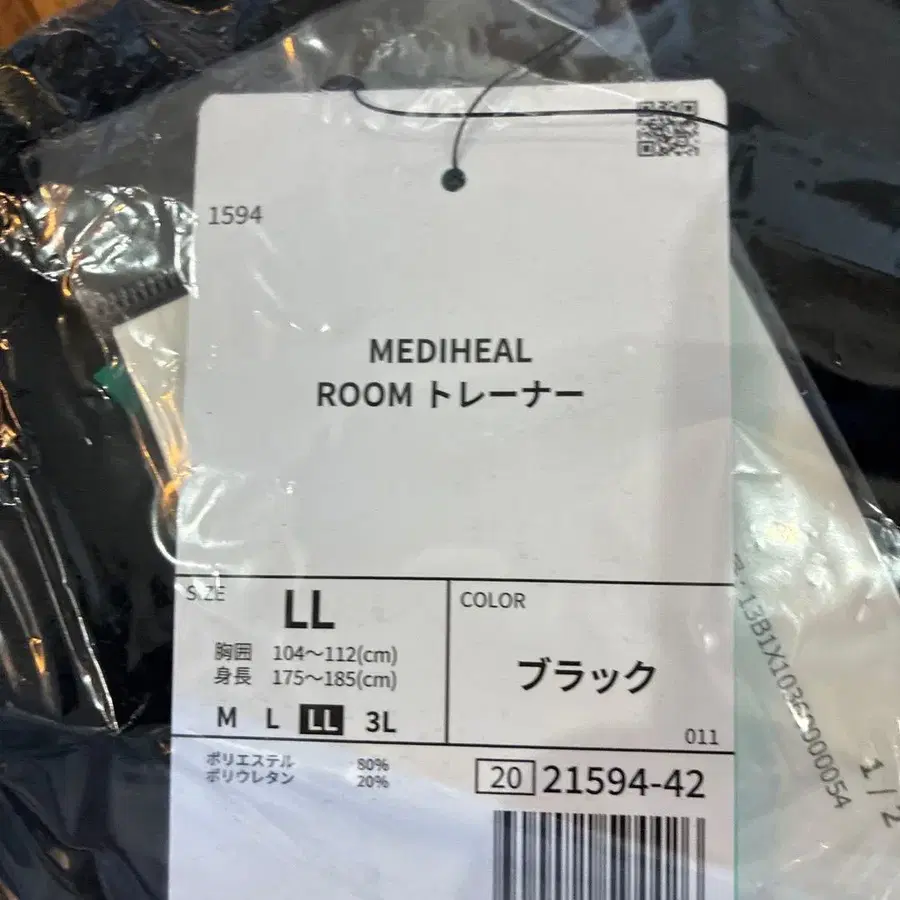 1594
MEDIHEAL
ROOM トレーナー
SIZE
LL
胸囲 104～112(cm)
身長 175～185(cm)
M L LL 3L
COLOR
ブラック
011
ポリエステル 80%
ポリウレタン 20%
20 21594-42
1/2